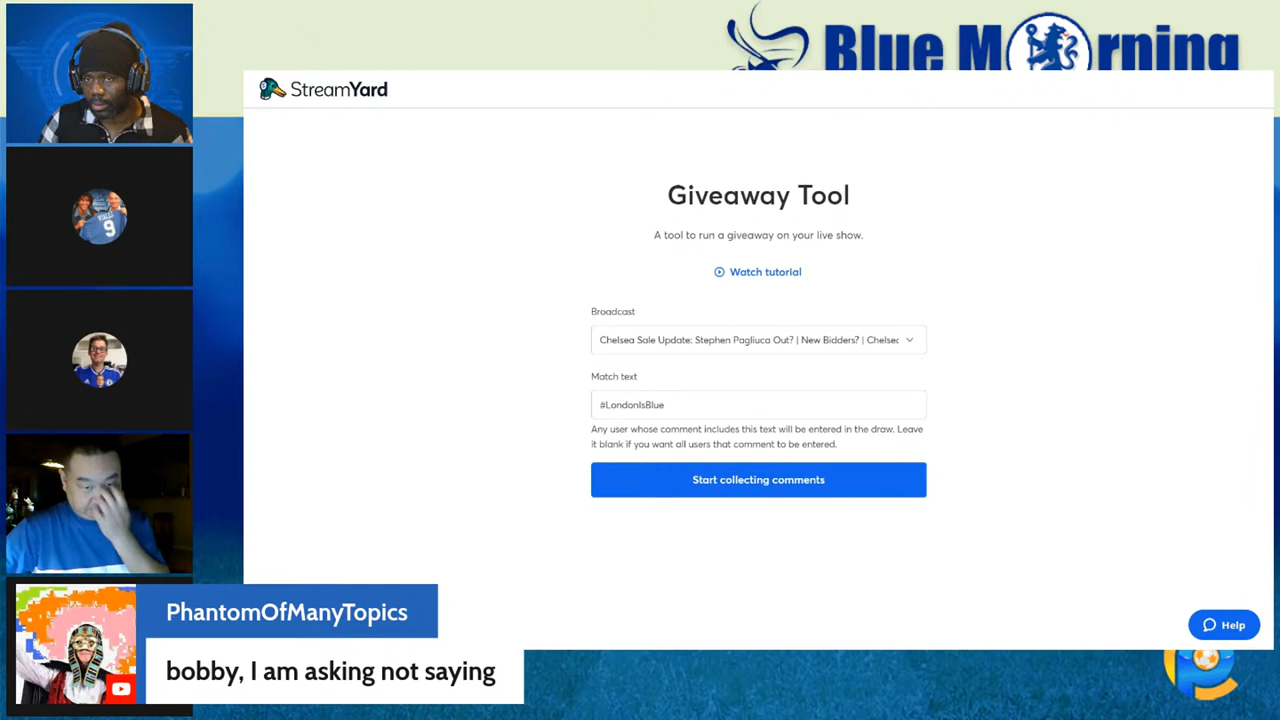 Blue M rning
StreamYard
Giveaway Tool
A tool to run a giveaway on your live show.
Watch tutorial
Broadcast
Chelsea Sale Update: Stephen Pagliuca Out? | New Bidders? | Chelsea
Match text
#LondonIsBlue
Any user whose comment includes this text will be entered in the draw. Leave
it blank if you want all users that comment to be entered.
Start collecting comments
Help
9
PhantomOfManyTopics
bobby, I am asking not saying